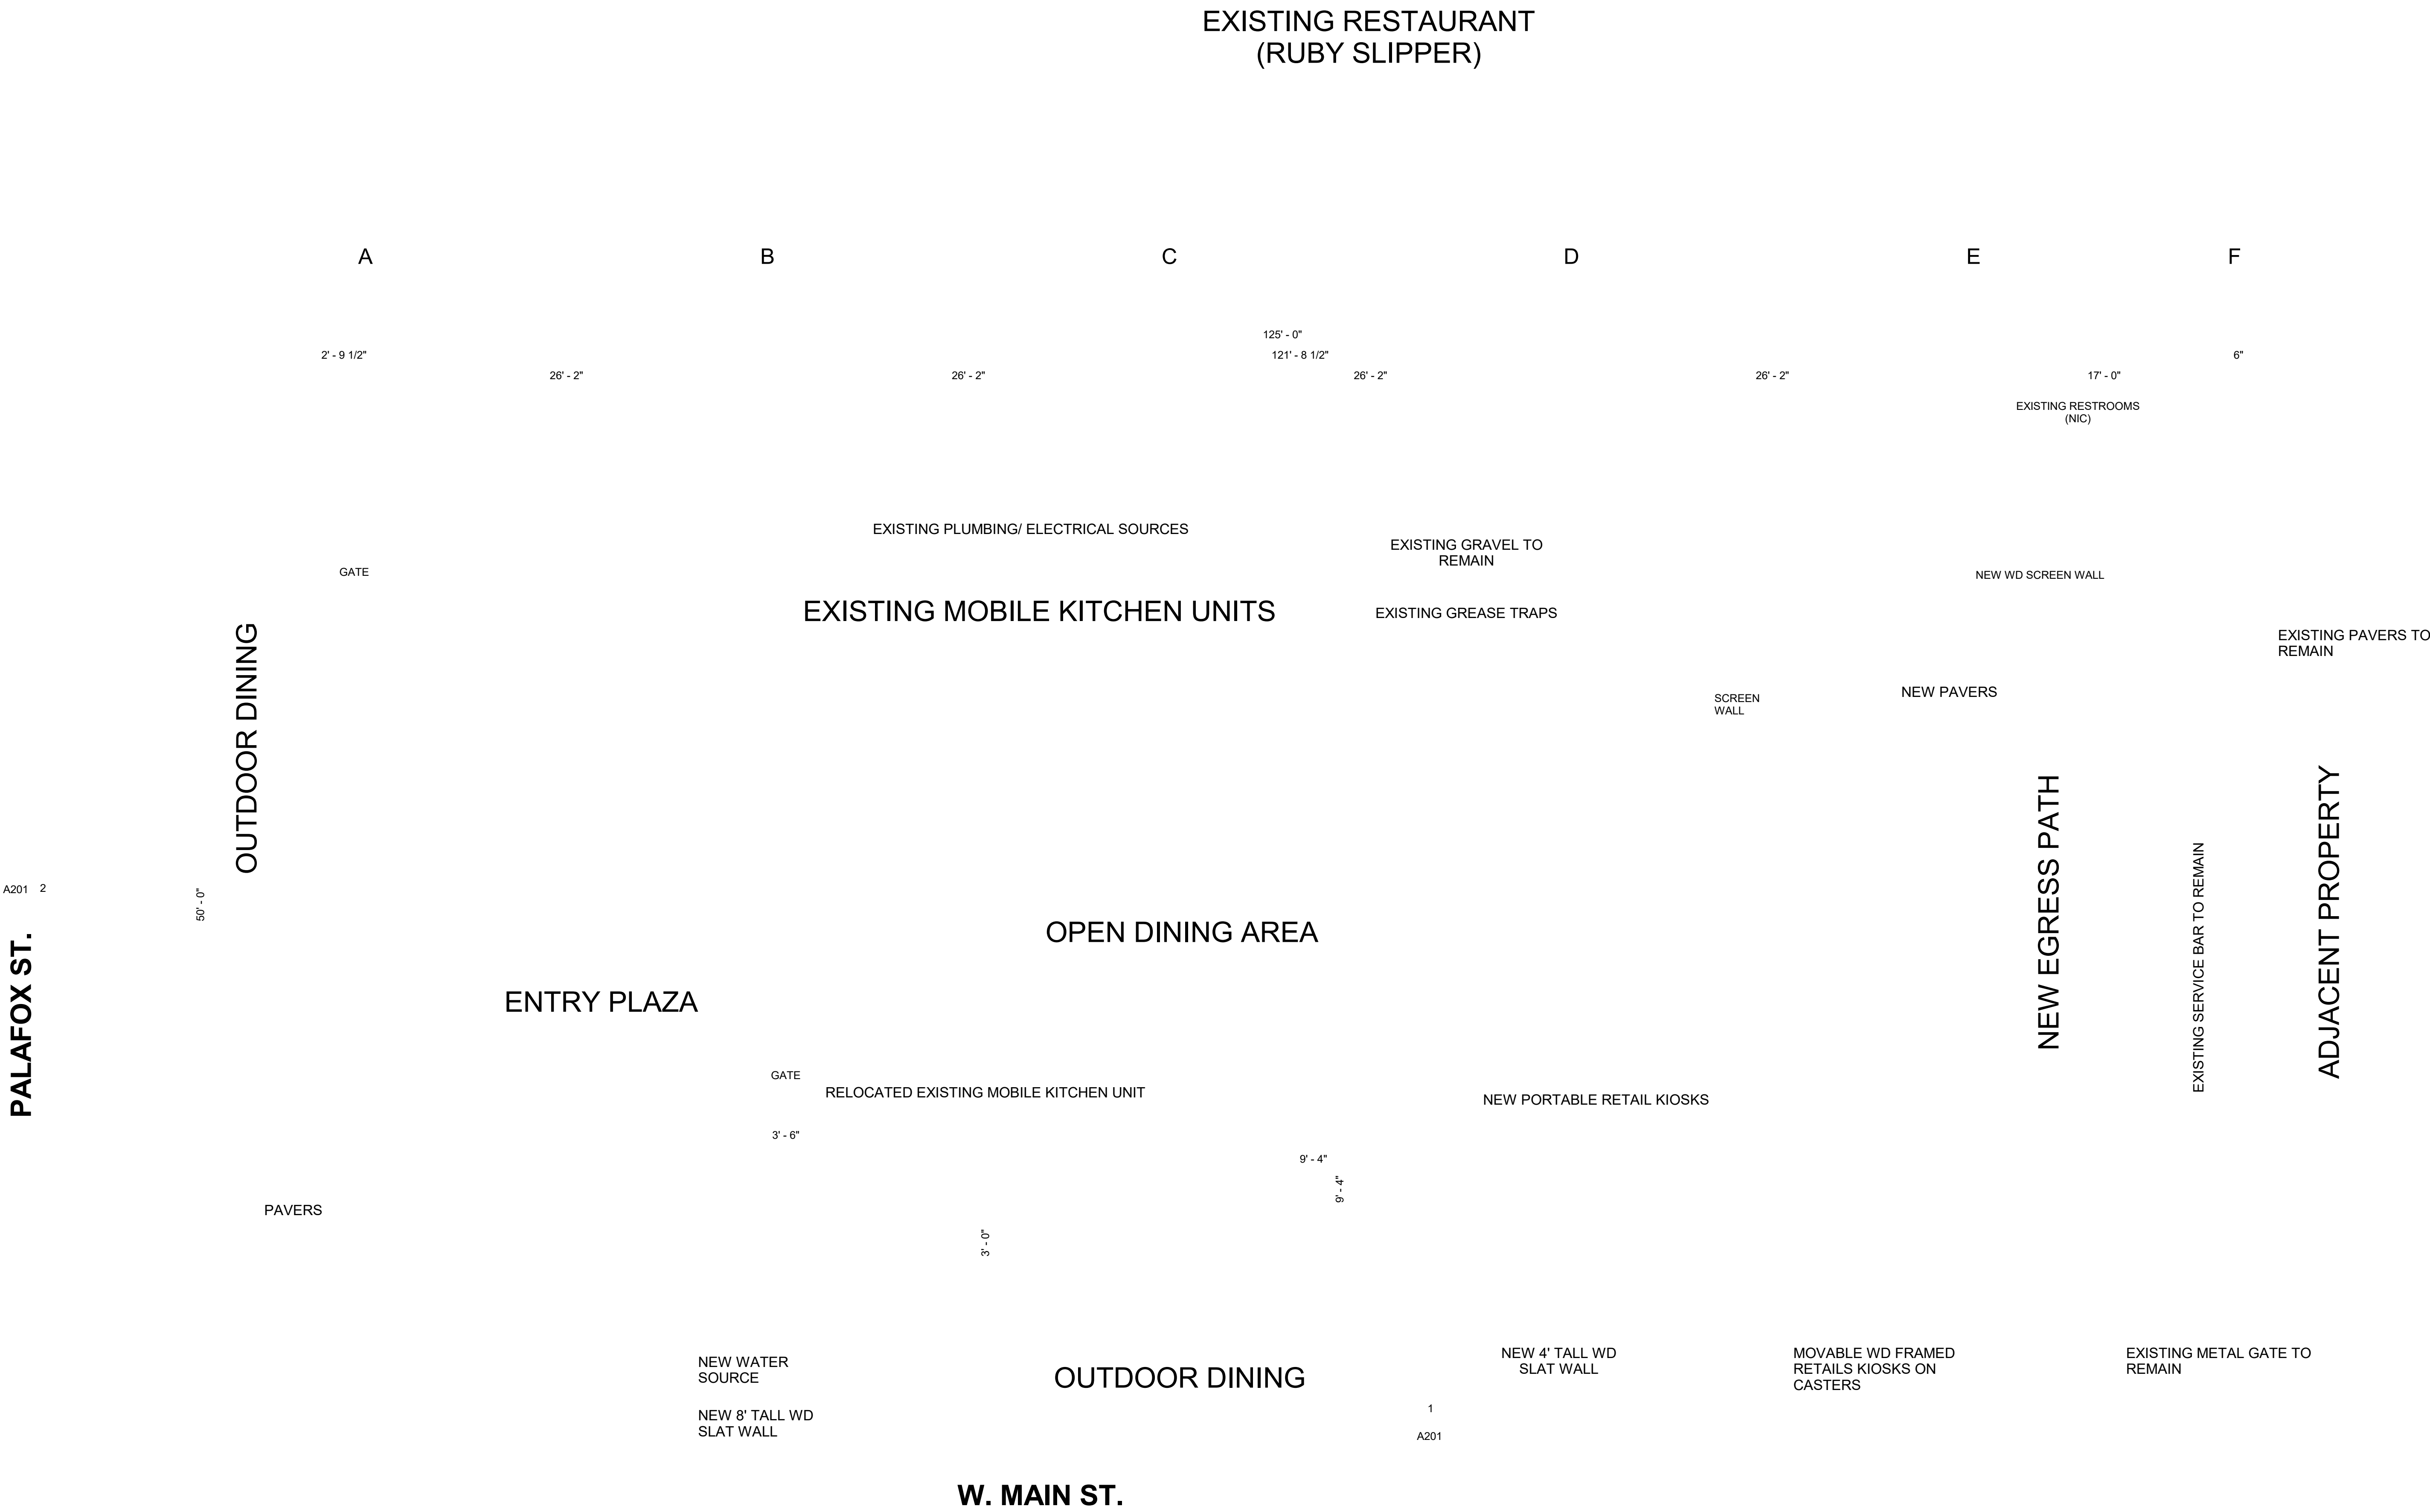 EXISTING RESTAURANT
(RUBY SLIPPER)
A
B
C
D
E
F
125' - 0"
2' - 9 1/2"
121' - 8 1/2"
6"
26' - 2"
26' - 2"
26' - 2"
26' - 2"
17' - 0"
EXISTING RESTROOMS
(NIC)
EXISTING PLUMBING/ ELECTRICAL SOURCES
EXISTING GRAVEL TO
REMAIN
GATE
NEW WD SCREEN WALL
EXISTING MOBILE KITCHEN UNITS
EXISTING GREASE TRAPS
OUTDOOR DINING
EXISTING PAVERS TO
REMAIN
SCREEN
WALL
NEW PAVERS
NEW EGRESS PATH
EXISTING SERVICE BAR TO REMAIN
ADJACENT PROPERTY
A201
2
50' - 0"
PALAFOX ST.
OPEN DINING AREA
ENTRY PLAZA
GATE
RELOCATED EXISTING MOBILE KITCHEN UNIT
NEW PORTABLE RETAIL KIOSKS
3' - 6"
9' - 4"
9' - 4"
PAVERS
3' - 0"
NEW WATER
SOURCE
OUTDOOR DINING
NEW 4' TALL WD
SLAT WALL
MOVABLE WD FRAMED
RETAILS KIOSKS ON
CASTERS
EXISTING METAL GATE TO
REMAIN
NEW 8' TALL WD
SLAT WALL
1
A201
W. MAIN ST.